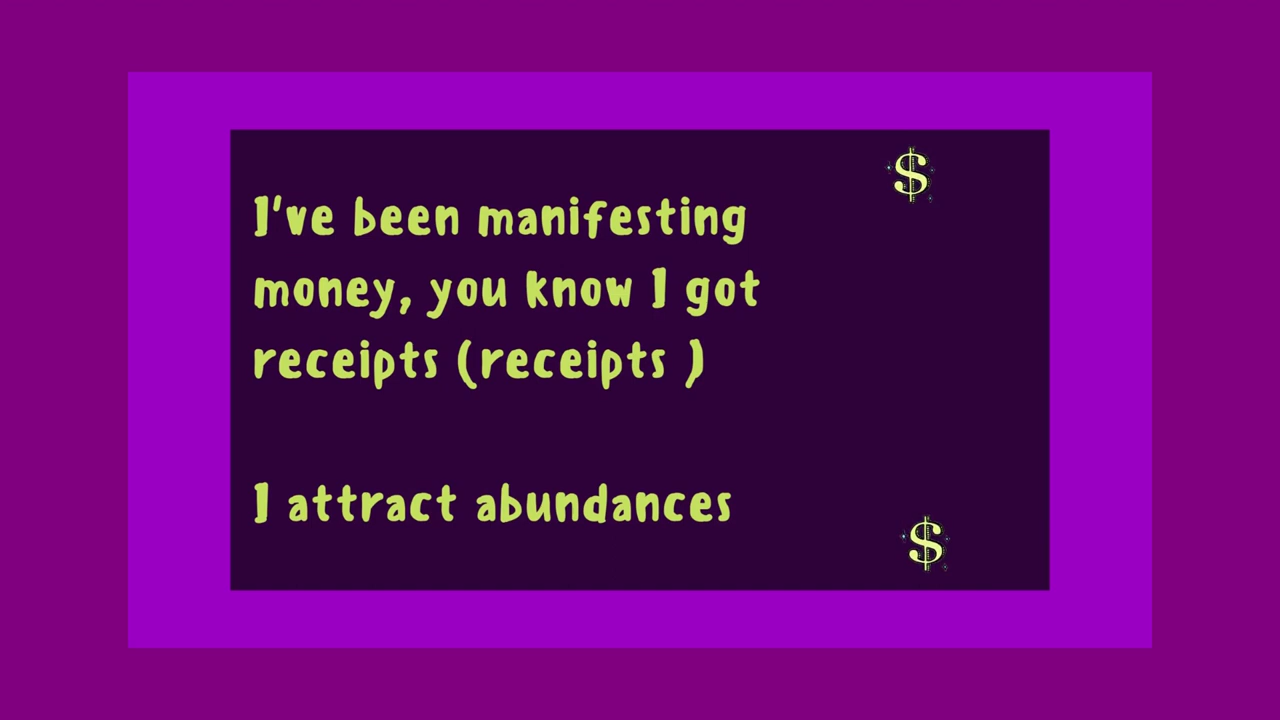 $
I've been manifesting
money, you know I got
receipts (receipts )
I attract abundances
$